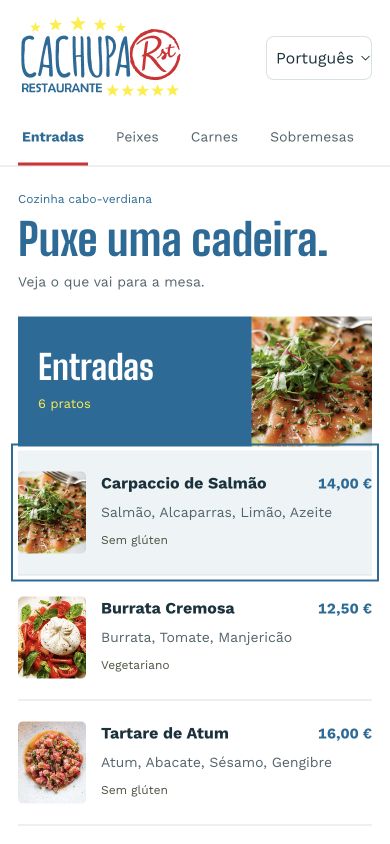 CACHUPA Rst
RESTAURANTE
Português
Entradas Peixes Carnes Sobremesas
Cozinha cabo-verdiana
Puxe uma cadeira.
Veja o que vai para a mesa.
Entradas
6 pratos
Carpaccio de Salmão 14,00 €
Salmão, Alcaparras, Limão, Azeite
Sem glúten
Burrata Cremosa 12,50 €
Burrata, Tomate, Manjericão
Vegetariano
Tartare de Atum 16,00 €
Atum, Abacate, Sésamo, Gengibre
Sem glúten